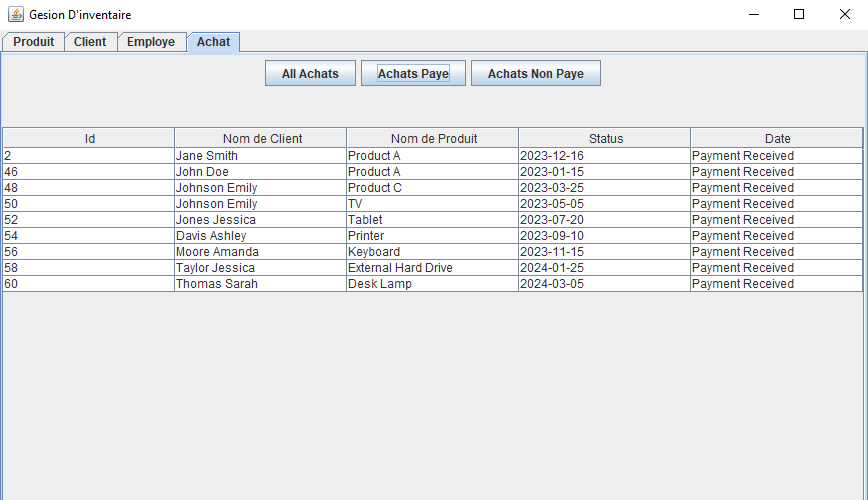 Gesion D'inventaire
Produit Client Employe Achat
All Achats Achats Paye Achats Non Paye
Id Nom de Client Nom de Produit Status Date
2 Jane Smith Product A 2023-12-16 Payment Received
46 John Doe Product A 2023-01-15 Payment Received
48 Johnson Emily Product C 2023-03-25 Payment Received
50 Johnson Emily TV 2023-05-05 Payment Received
52 Jones Jessica Tablet 2023-07-20 Payment Received
54 Davis Ashley Printer 2023-09-10 Payment Received
56 Moore Amanda Keyboard 2023-11-15 Payment Received
58 Taylor Jessica External Hard Drive 2024-01-25 Payment Received
60 Thomas Sarah Desk Lamp 2024-03-05 Payment Received